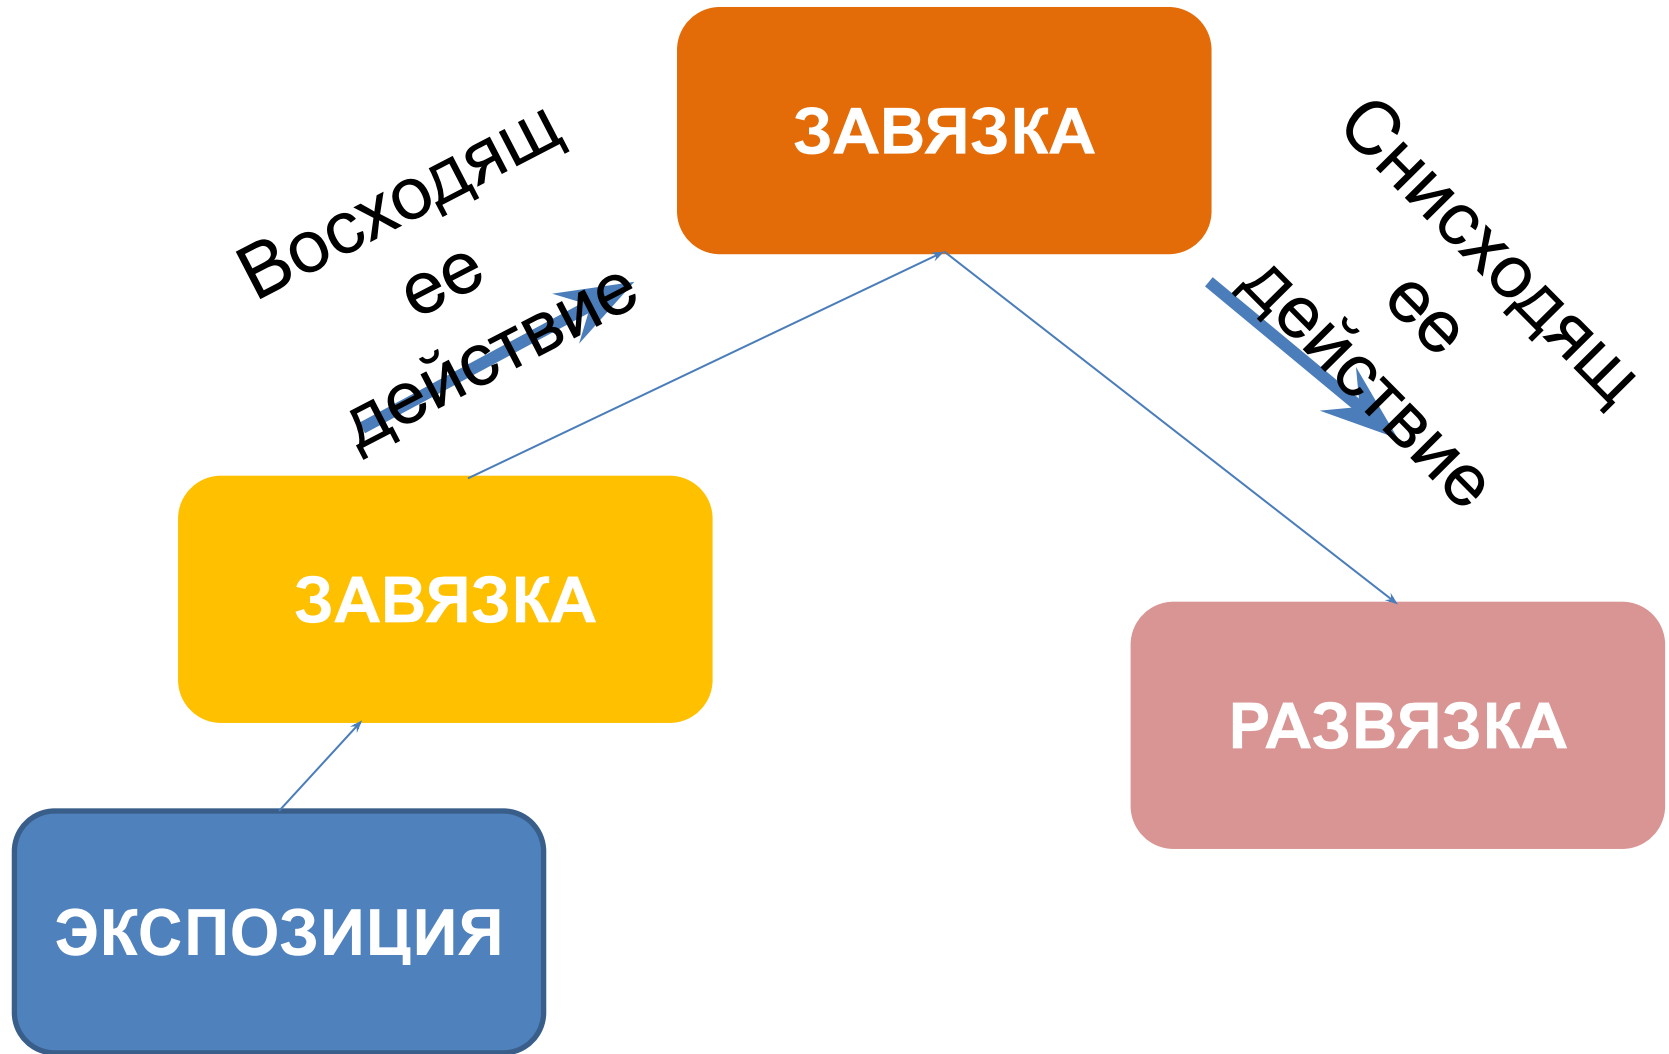 ЗАВЯЗКА
Восходящ
ее
действие
Снисходящ
ее
действие
ЗАВЯЗКА
РАЗВЯЗКА
ЭКСПОЗИЦИЯ